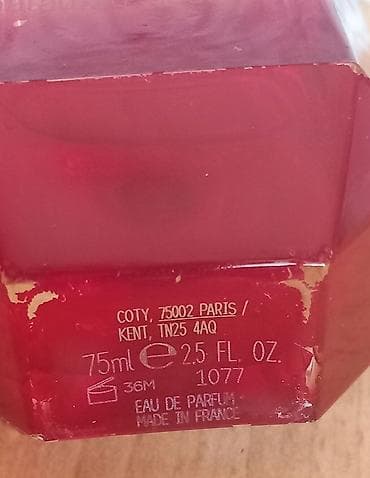 COTY, 75002 PARIS /
KENT, TN25 4AQ
75ml ℮ 2.5 FL. OZ.
36M 1077
EAU DE PARFUM -
MADE IN FRANCE